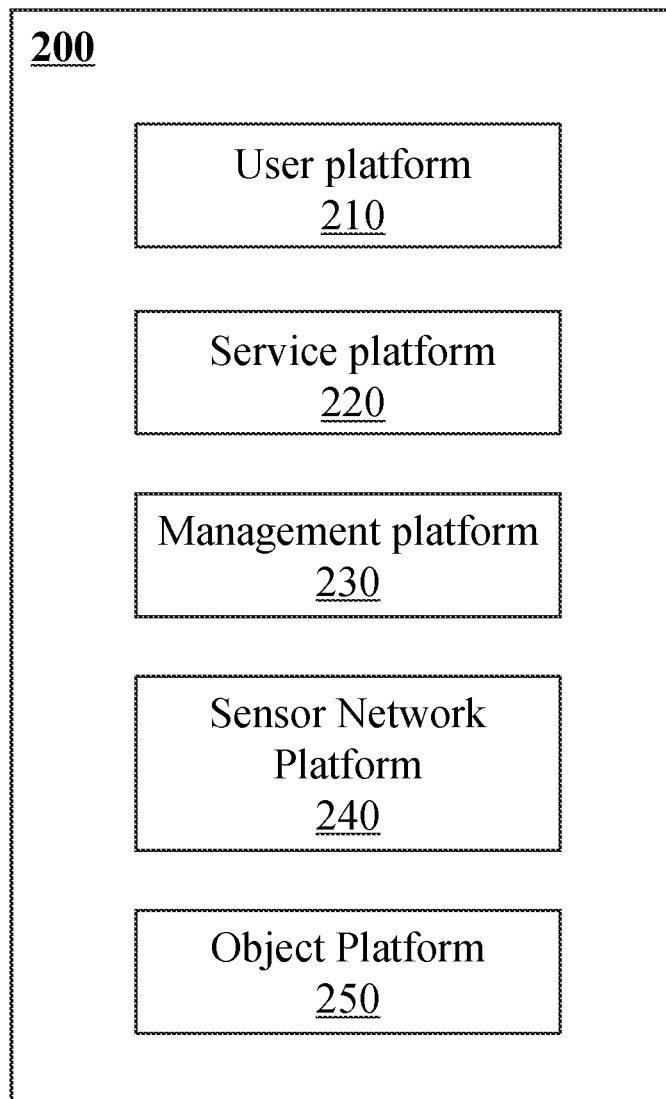 200
User platform
210
Service platform
220
Management platform
230
Sensor Network
Platform
240
Object Platform
250